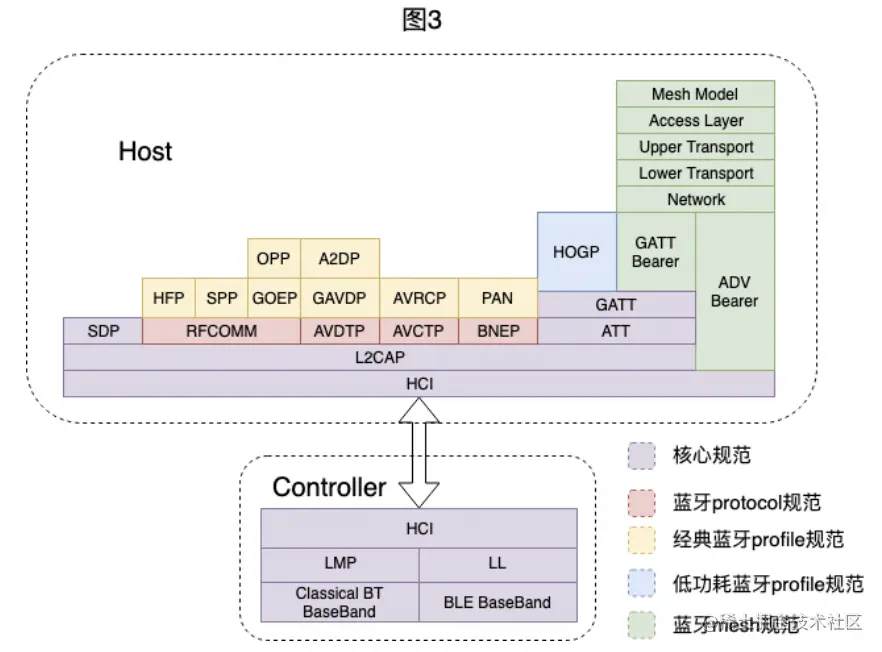 图3
Host
Mesh Model
Access Layer
Upper Transport
Lower Transport
Network
HOGP
GATT
Bearer
ADV
Bearer
OPP
A2DP
HFP
SPP
GOEP
GAVDP
AVRCP
PAN
GATT
SDP
RFCOMM
AVDTP
AVCTP
BNEP
ATT
L2CAP
HCI
Controller
HCI
LMP
LL
Classical BT
BaseBand
BLE BaseBand
核心规范
蓝牙protocol规范
经典蓝牙profile规范
低功耗蓝牙profile规范
蓝牙mesh规范
技术社区